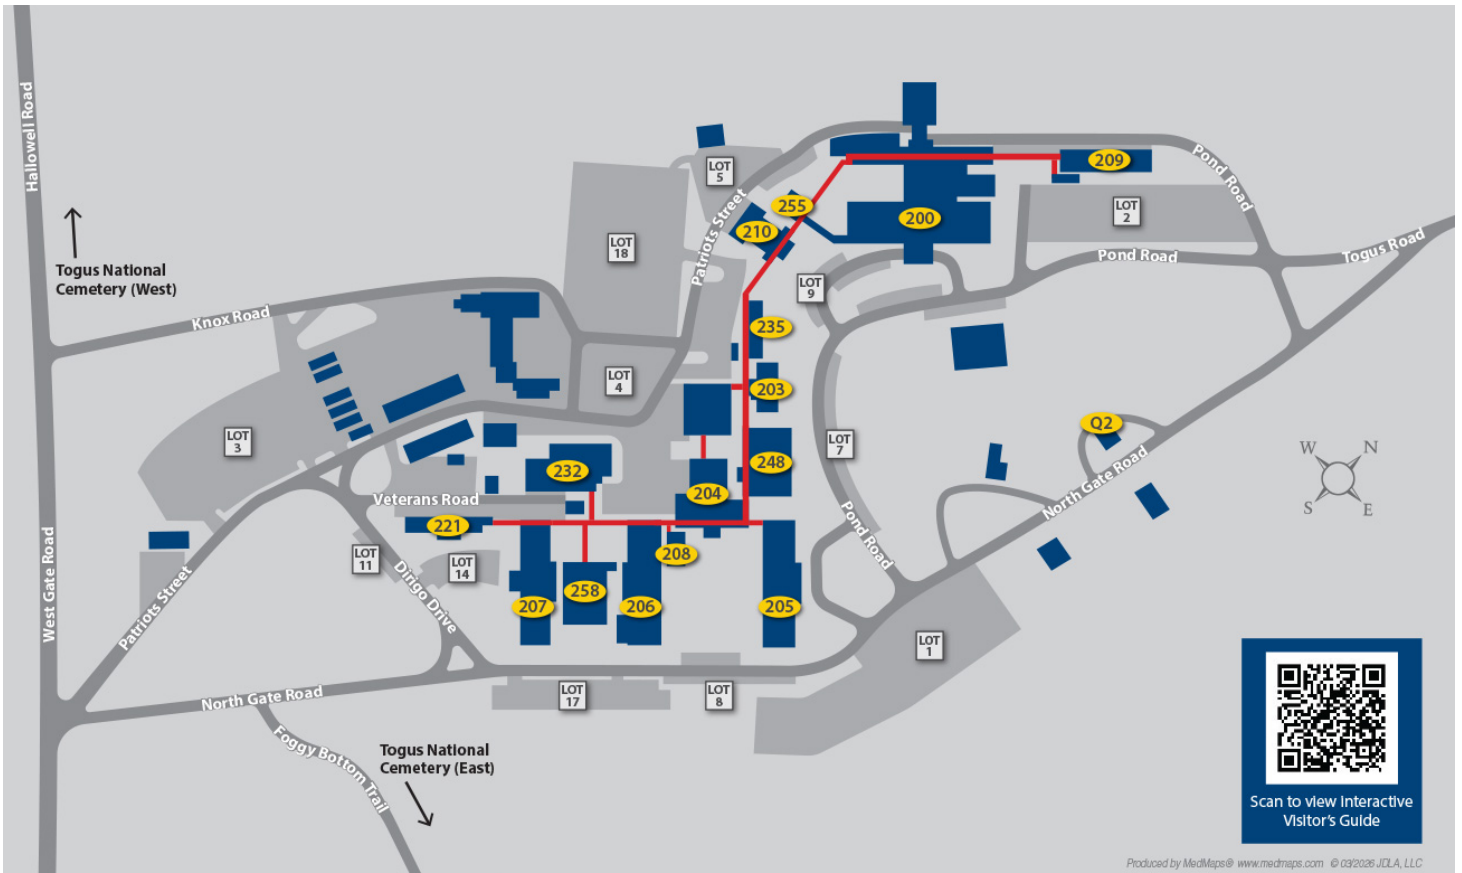 Hallowell Road
Togus National
Cemetery (West)
Knox Road
LOT
18
LOT
5
Patriots Street
255
210
200
209
Pond Road
LOT
2
Pond Road
Togus Road
LOT
9
235
LOT
4
203
LOT
3
232
204
248
LOT
7
Q2
W
N
S
E
North Gate Road
Veterans Road
221
208
LOT
11
LOT
14
Dirigo Drive
207
258
206
205
Pond Road
West Gate Road
Patriots Street
LOT
1
North Gate Road
LOT
17
LOT
8
Foggy Bottom Trail
Togus National
Cemetery (East)
Scan to view Interactive
Visitor's Guide
Produced by MedMaps® www.medmaps.com © 03/2026 JDLA, LLC